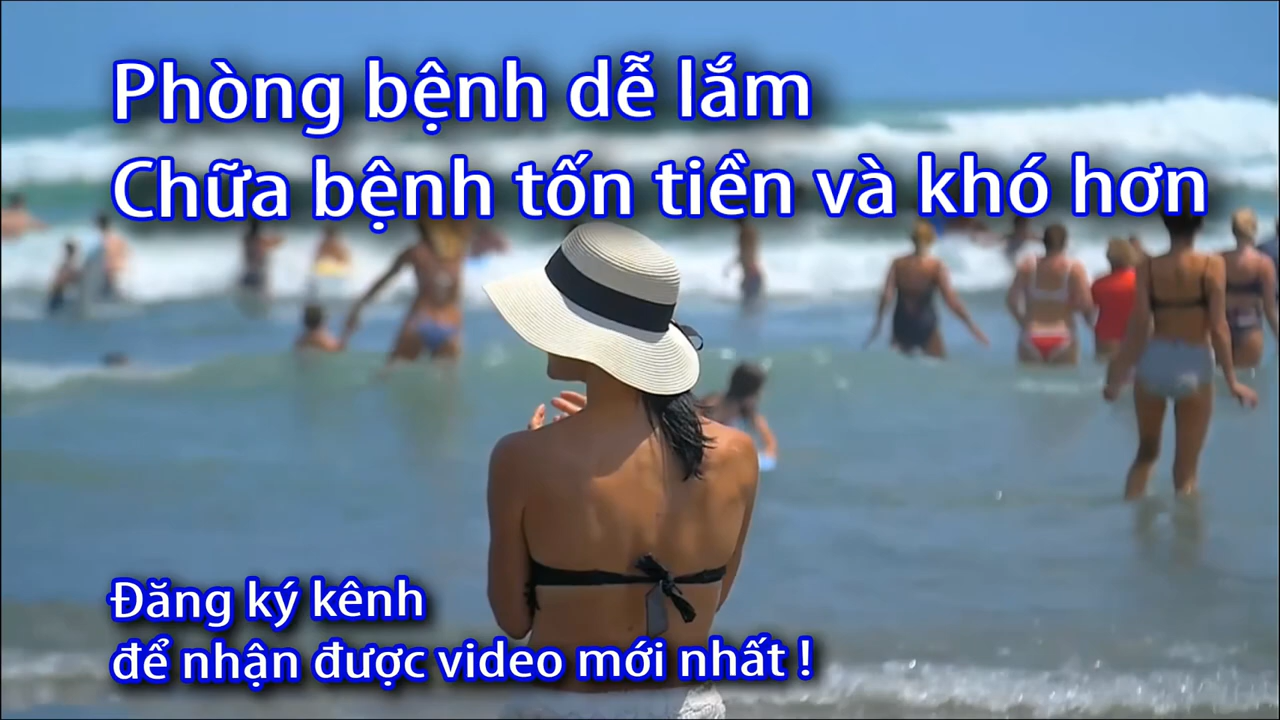 Phòng bệnh dễ lắm
Chữa bệnh tốn tiền và khó hơn
Đăng ký kênh
để nhận được video mới nhất !